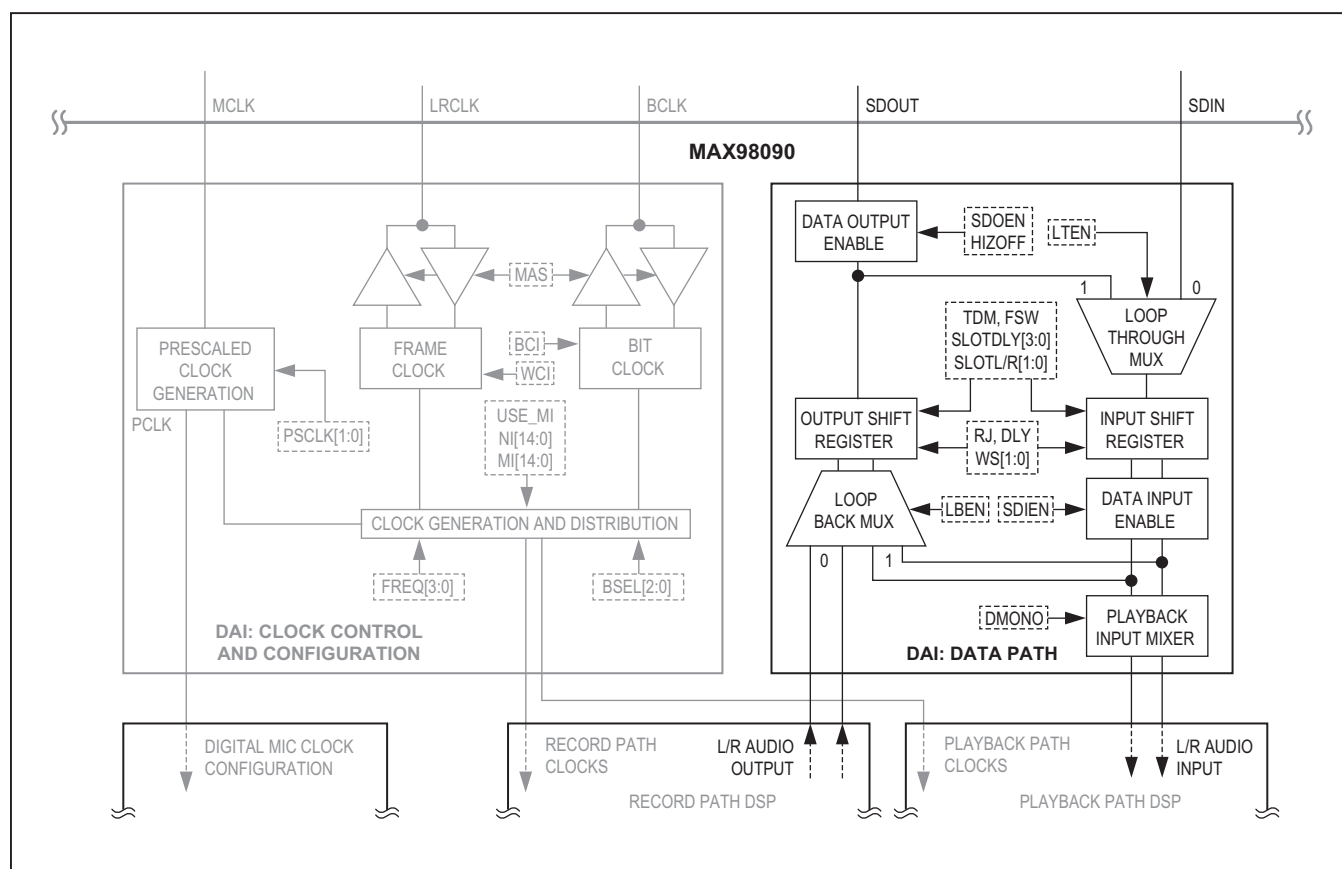 MCLK
LRCLK
BCLK
SDOUT
SDIN
MAX98090
DATA OUTPUT
ENABLE
SDOEN
HIZOFF
LTEN
MAS
1
0
LOOP
THROUGH
MUX
TDM, FSW
SLOTDLY[3:0]
SLOTL/R[1:0]
PRESCALED
CLOCK
GENERATION
FRAME
CLOCK
BCI
WCI
BIT
CLOCK
PCLK
PSCLK[1:0]
USE_MI
NI[14:0]
MI[14:0]
OUTPUT SHIFT
REGISTER
RJ, DLY
WS[1:0]
INPUT SHIFT
REGISTER
LOOP
BACK MUX
LBEN
SDIEN
DATA INPUT
ENABLE
CLOCK GENERATION AND DISTRIBUTION
0
1
FREQ[3:0]
BSEL[2:0]
DMONO
PLAYBACK
INPUT MIXER
DAI: CLOCK CONTROL
AND CONFIGURATION
DAI: DATA PATH
DIGITAL MIC CLOCK
CONFIGURATION
RECORD PATH
CLOCKS
L/R AUDIO
OUTPUT
RECORD PATH DSP
PLAYBACK PATH
CLOCKS
L/R AUDIO
INPUT
PLAYBACK PATH DSP